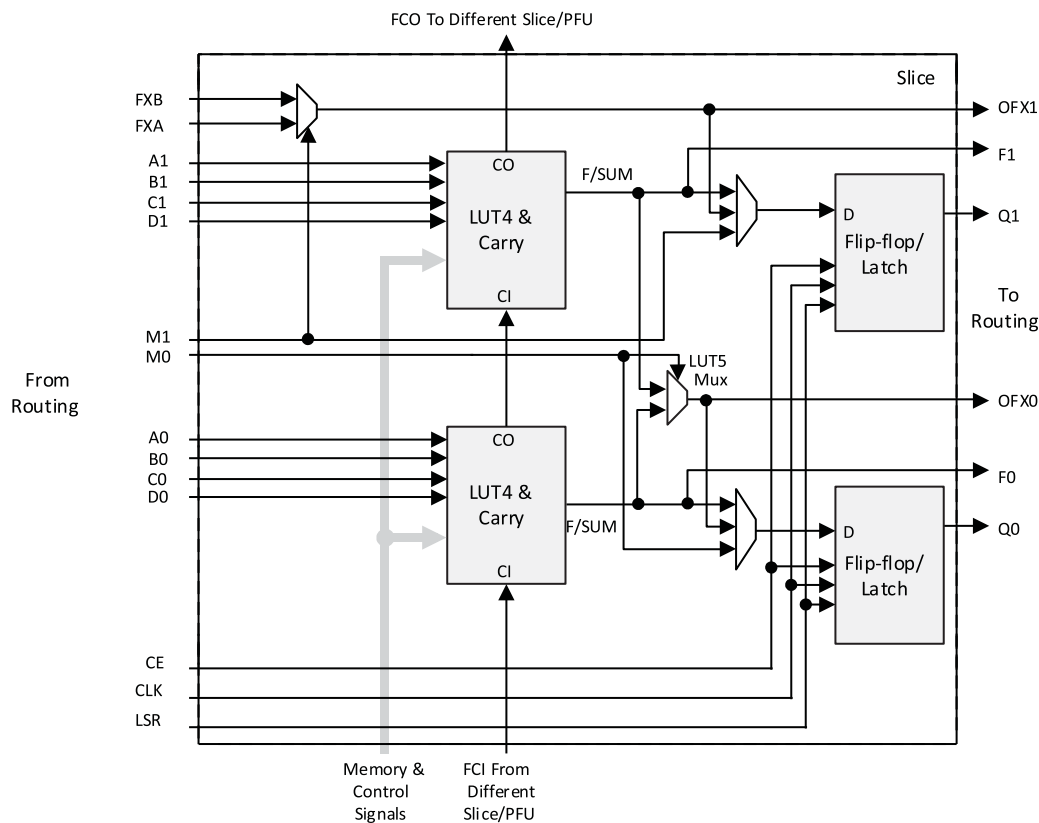 FCO To Different Slice/PFU
Slice
FXB
FXA
OFX1
F1
A1
B1
C1
D1
CO
F/SUM
LUT4 &
Carry
CI
D
Flip-flop/
Latch
Q1
To
Routing
M1
M0
From
Routing
LUT5
Mux
OFX0
A0
B0
C0
D0
CO
LUT4 &
Carry
F/SUM
CI
F0
D
Flip-flop/
Latch
Q0
CE
CLK
LSR
Memory &
Control
Signals
FCI From
Different
Slice/PFU